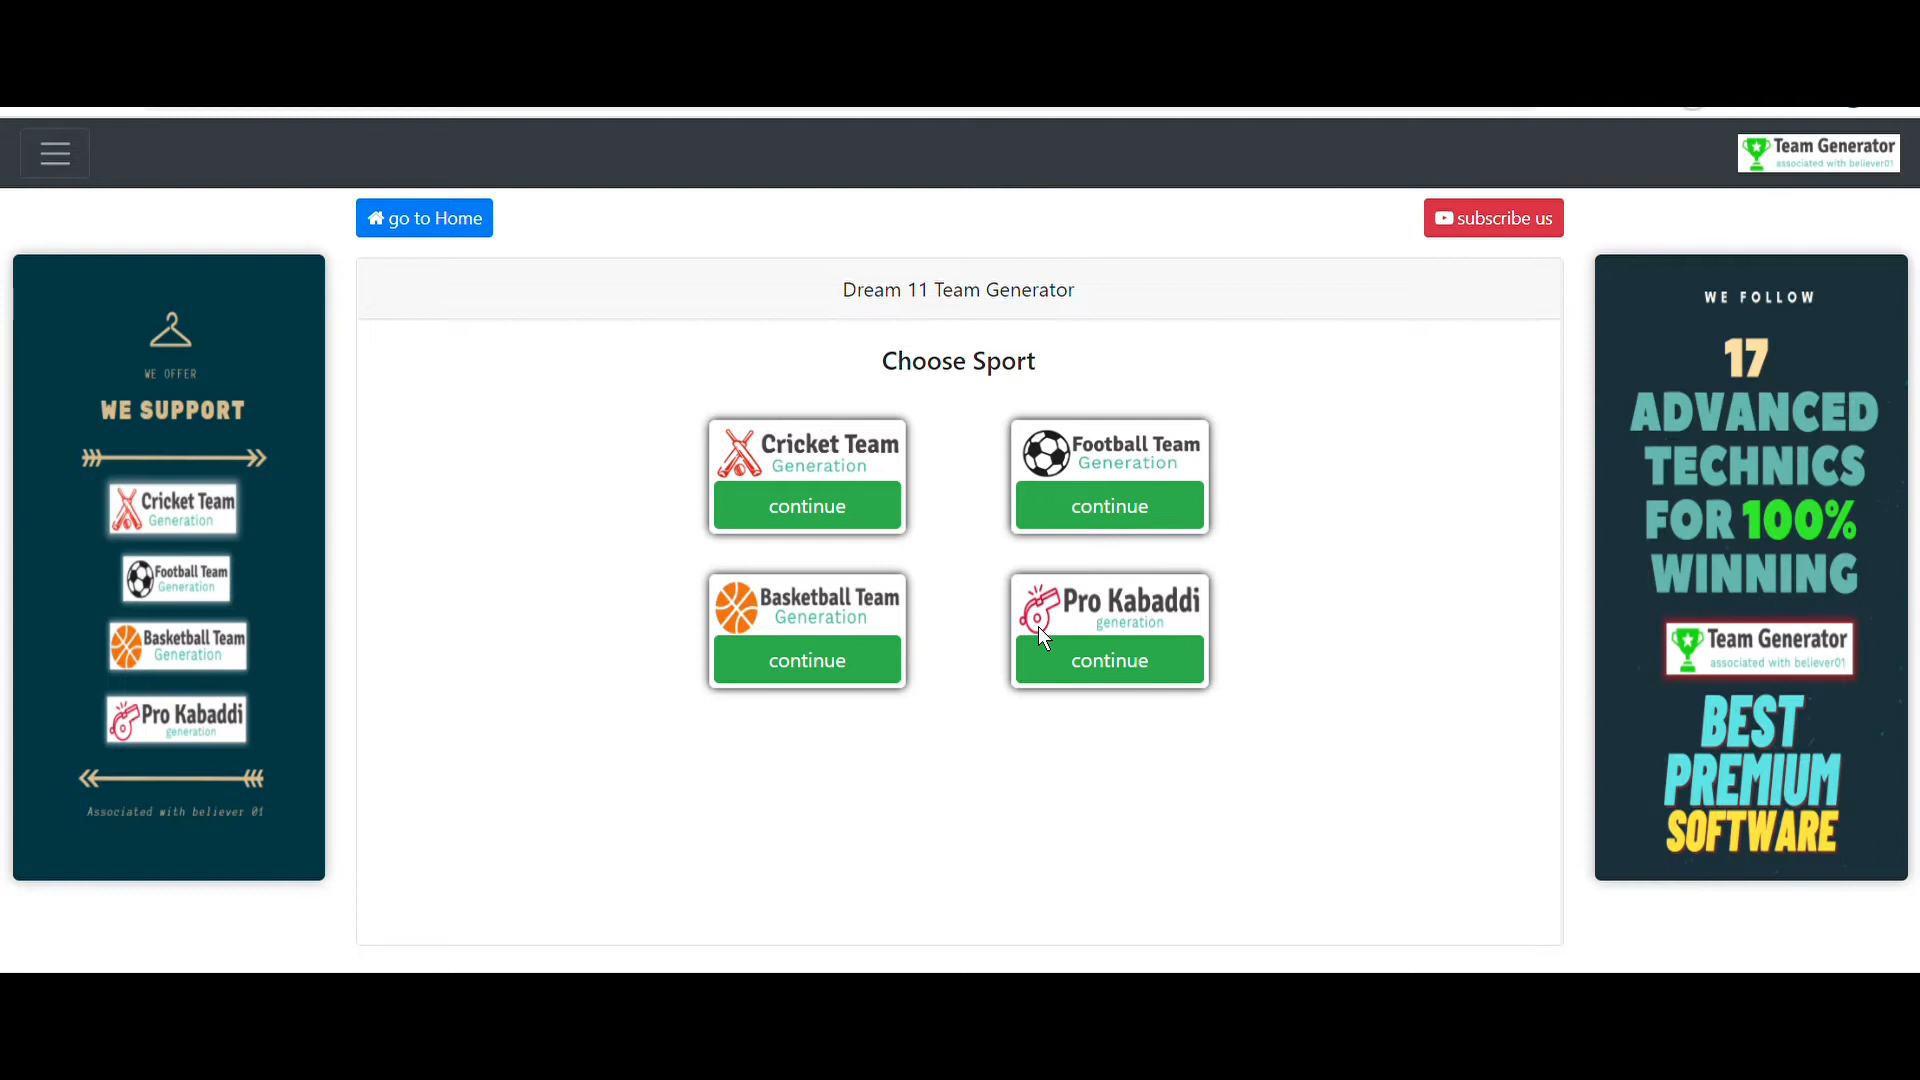 Team Generator
associated with believer01
go to Home
subscribe us
WE OFFER
WE SUPPORT
Cricket Team
Generation
Football Team
Generation
Basketball Team
Generation
Pro Kabaddi
generation
Associated with believer 01
Dream 11 Team Generator
Choose Sport
Cricket Team
Generation
continue
Football Team
Generation
continue
Basketball Team
Generation
continue
Pro Kabaddi
generation
continue
WE FOLLOW
17
ADVANCED
TECHNICS
FOR 100%
WINNING
Team Generator
associated with believer01
BEST
PREMIUM
SOFTWARE